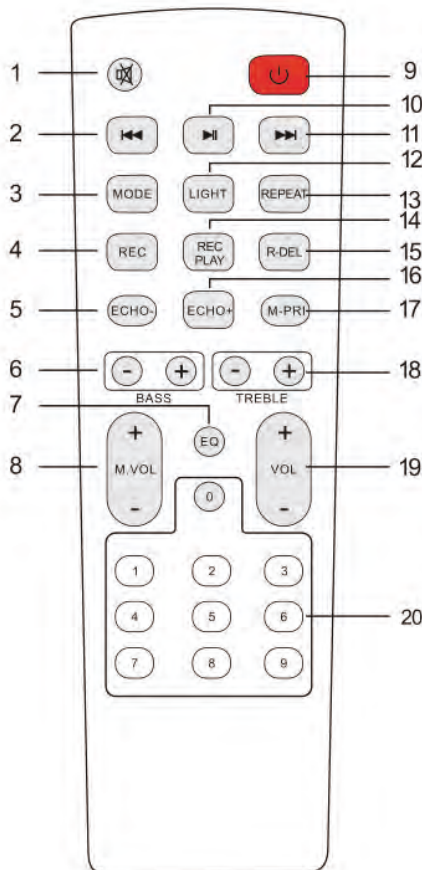 1
9
10
2
11
12
3 MODE LIGHT REPEAT 13
14
4 REC REC PLAY R-DEL 15
16
5 ECHO- ECHO+ M-PRI 17
6 - + - + 18
BASS TREBLE
7
+ EQ +
8 M.VOL VOL 19
- 0 -
1 2 3
4 5 6 20
7 8 9